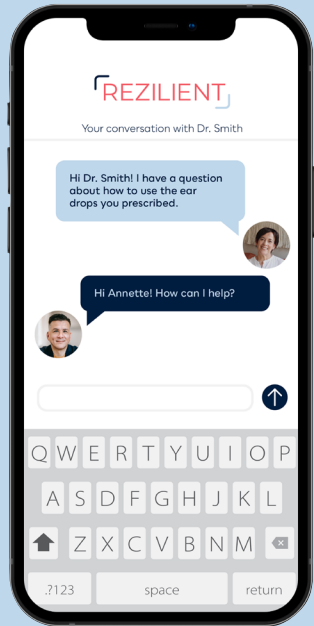 REZILIENT
Your conversation with Dr. Smith
Hi Dr. Smith! I have a question
about how to use the ear
drops you prescribed.
Hi Annette! How can I help?
Q W E R T Y U I O P
A S D F G H J K L
Z X C V B N M
.?123 space return